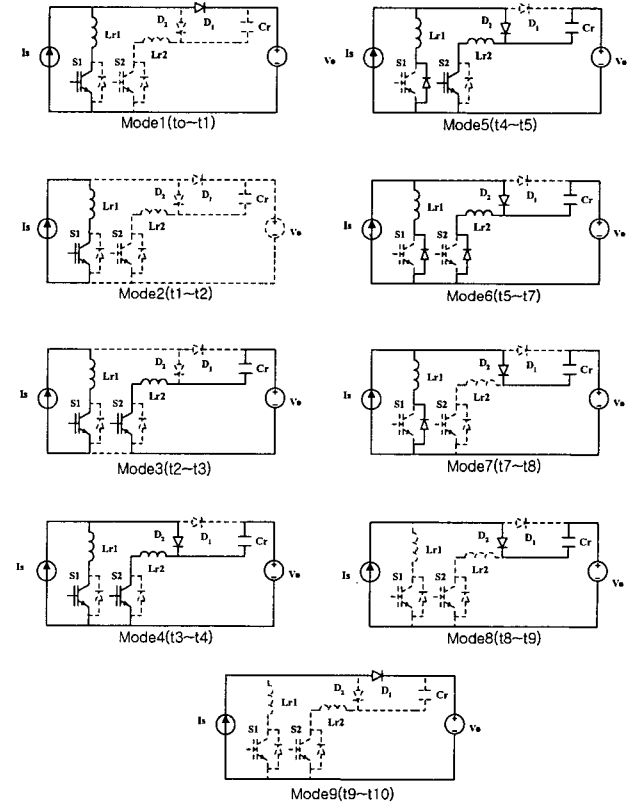 Is Lr1 S1 S2 Lr2 D2 D1 Cr Vo
Mode1(to~t1)
Is Lr1 S1 S2 Lr2 D2 D1 Cr Vo
Mode5(t4~t5)
Is Lr1 S1 S2 Lr2 D2 D1 Cr Vo
Mode2(t1~t2)
Is Lr1 S1 S2 Lr2 D2 D1 Cr Vo
Mode6(t5~t7)
Is Lr1 S1 S2 Lr2 D2 D1 Cr Vo
Mode3(t2~t3)
Is Lr1 S1 S2 Lr2 D2 D1 Cr Vo
Mode7(t7~t8)
Is Lr1 S1 S2 Lr2 D2 D1 Cr Vo
Mode4(t3~t4)
Is Lr1 S1 S2 Lr2 D2 D1 Cr Vo
Mode8(t8~t9)
Is Lr1 S1 S2 Lr2 D2 D1 Cr Vo
Mode9(t9~t10)